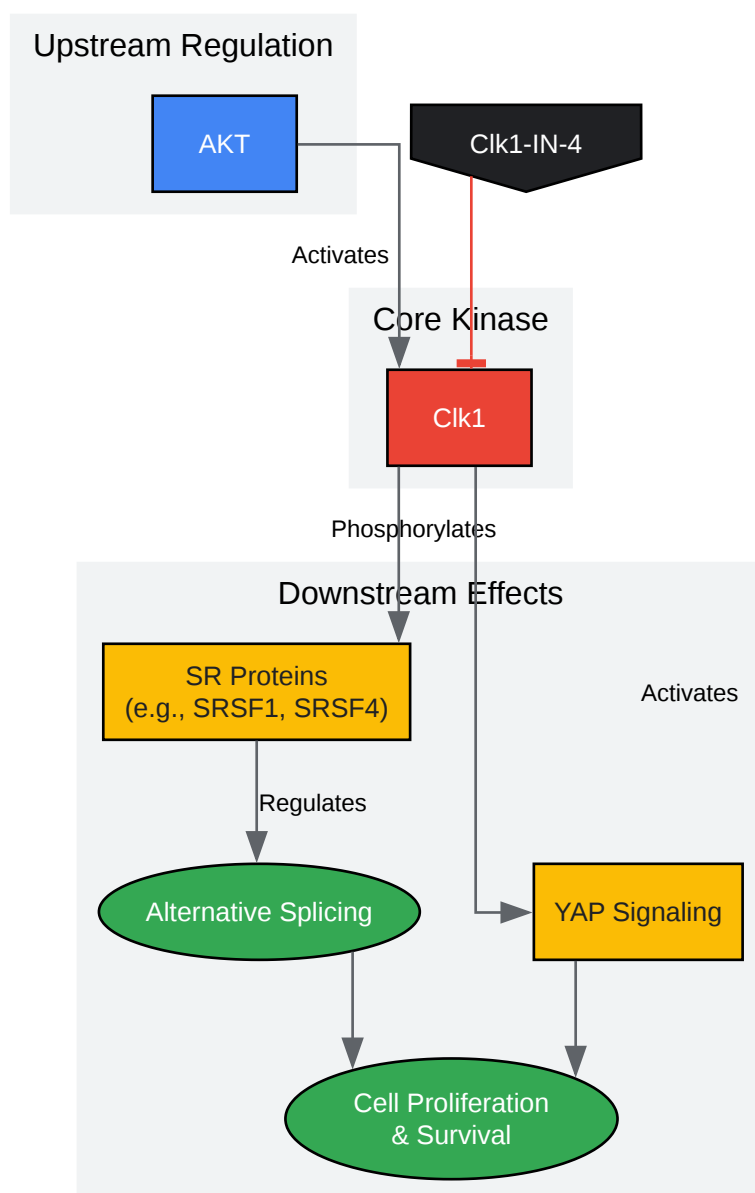 Upstream Regulation
AKT
Clk1-IN-4
Activates
Core Kinase
Clk1
Phosphorylates
Downstream Effects
SR Proteins
(e.g., SRSF1, SRSF4)
Activates
Regulates
Alternative Splicing
YAP Signaling
Cell Proliferation
& Survival